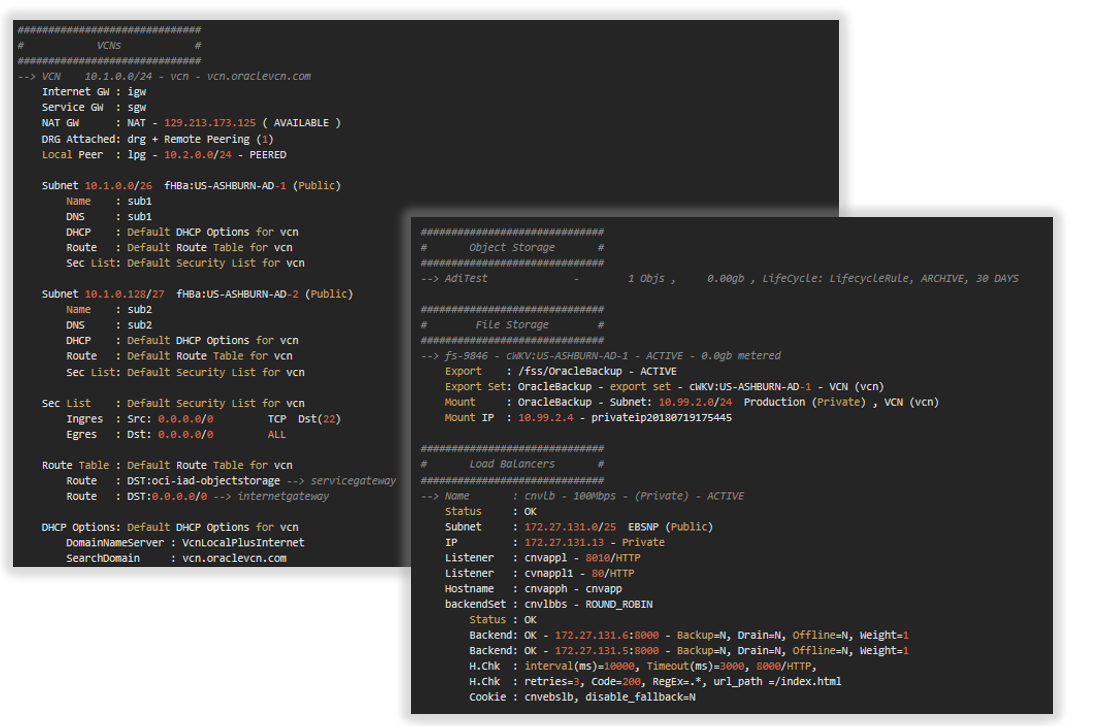 ##############################
#            VCNs            #
##############################
--> VCN    10.1.0.0/24 - vcn - vcn.oraclevcn.com
    Internet GW : igw
    Service GW  : sgw
    NAT GW      : NAT - 129.213.173.125 ( AVAILABLE )
    DRG Attached: drg + Remote Peering (1)
    Local Peer  : lpg - 10.2.0.0/24 - PEERED

    Subnet 10.1.0.0/26  fHBa:US-ASHBURN-AD-1 (Public)
        Name    : sub1
        DNS     : sub1
        DHCP    : Default DHCP Options for vcn
        Route   : Default Route Table for vcn
        Sec List: Default Security List for vcn

    Subnet 10.1.0.128/27  fHBa:US-ASHBURN-AD-2 (Public)
        Name    : sub2
        DNS     : sub2
        DHCP    : Default DHCP Options for vcn
        Route   : Default Route Table for vcn
        Sec List: Default Security List for vcn

    Sec List    : Default Security List for vcn
        Ingres  : Src: 0.0.0.0/0         TCP  Dst(22)
        Egres   : Dst: 0.0.0.0/0         ALL

    Route Table : Default Route Table for vcn
        Route   : DST:oci-iad-objectstorage --> servicegateway
        Route   : DST:0.0.0.0/0 --> internetgateway

    DHCP Options: Default DHCP Options for vcn
        DomainNameServer : VcnLocalPlusInternet
        SearchDomain     : vcn.oraclevcn.com

##############################
#       Object Storage       #
##############################
--> AdiTest              -        1 Objs ,     0.00gb , LifeCycle: LifecycleRule, ARCHIVE, 30 DAYS

##############################
#        File Storage        #
##############################
--> fs-9846 - cWKV:US-ASHBURN-AD-1 - ACTIVE - 0.0gb metered
    Export    : /fss/OracleBackup - ACTIVE
    Export Set: OracleBackup - export set - cWKV:US-ASHBURN-AD-1 - VCN (vcn)
    Mount     : OracleBackup - Subnet: 10.99.2.0/24  Production (Private) , VCN (vcn)
    Mount IP  : 10.99.2.4 - privateip20180719175445

##############################
#       Load Balancers       #
##############################
--> Name       : cnvlb - 100Mbps - (Private) - ACTIVE
    Status     : OK
    Subnet     : 172.27.131.0/25  EBSNP (Public)
    IP         : 172.27.131.13 - Private
    Listener   : cnvappl - 8010/HTTP
    Listener   : cvnappl1 - 80/HTTP
    Hostname   : cnvapph - cnvapp
    backendSet : cnvlbbs - ROUND_ROBIN
        Status : OK
        Backend: OK - 172.27.131.6:8000 - Backup=N, Drain=N, Offline=N, Weight=1
        Backend: OK - 172.27.131.5:8000 - Backup=N, Drain=N, Offline=N, Weight=1
        H.Chk  : interval(ms)=10000, Timeout(ms)=3000, 8000/HTTP,
        H.Chk  : retries=3, Code=200, RegEx=.*, url_path =/index.html
        Cookie : cnvebslb, disable_fallback=N